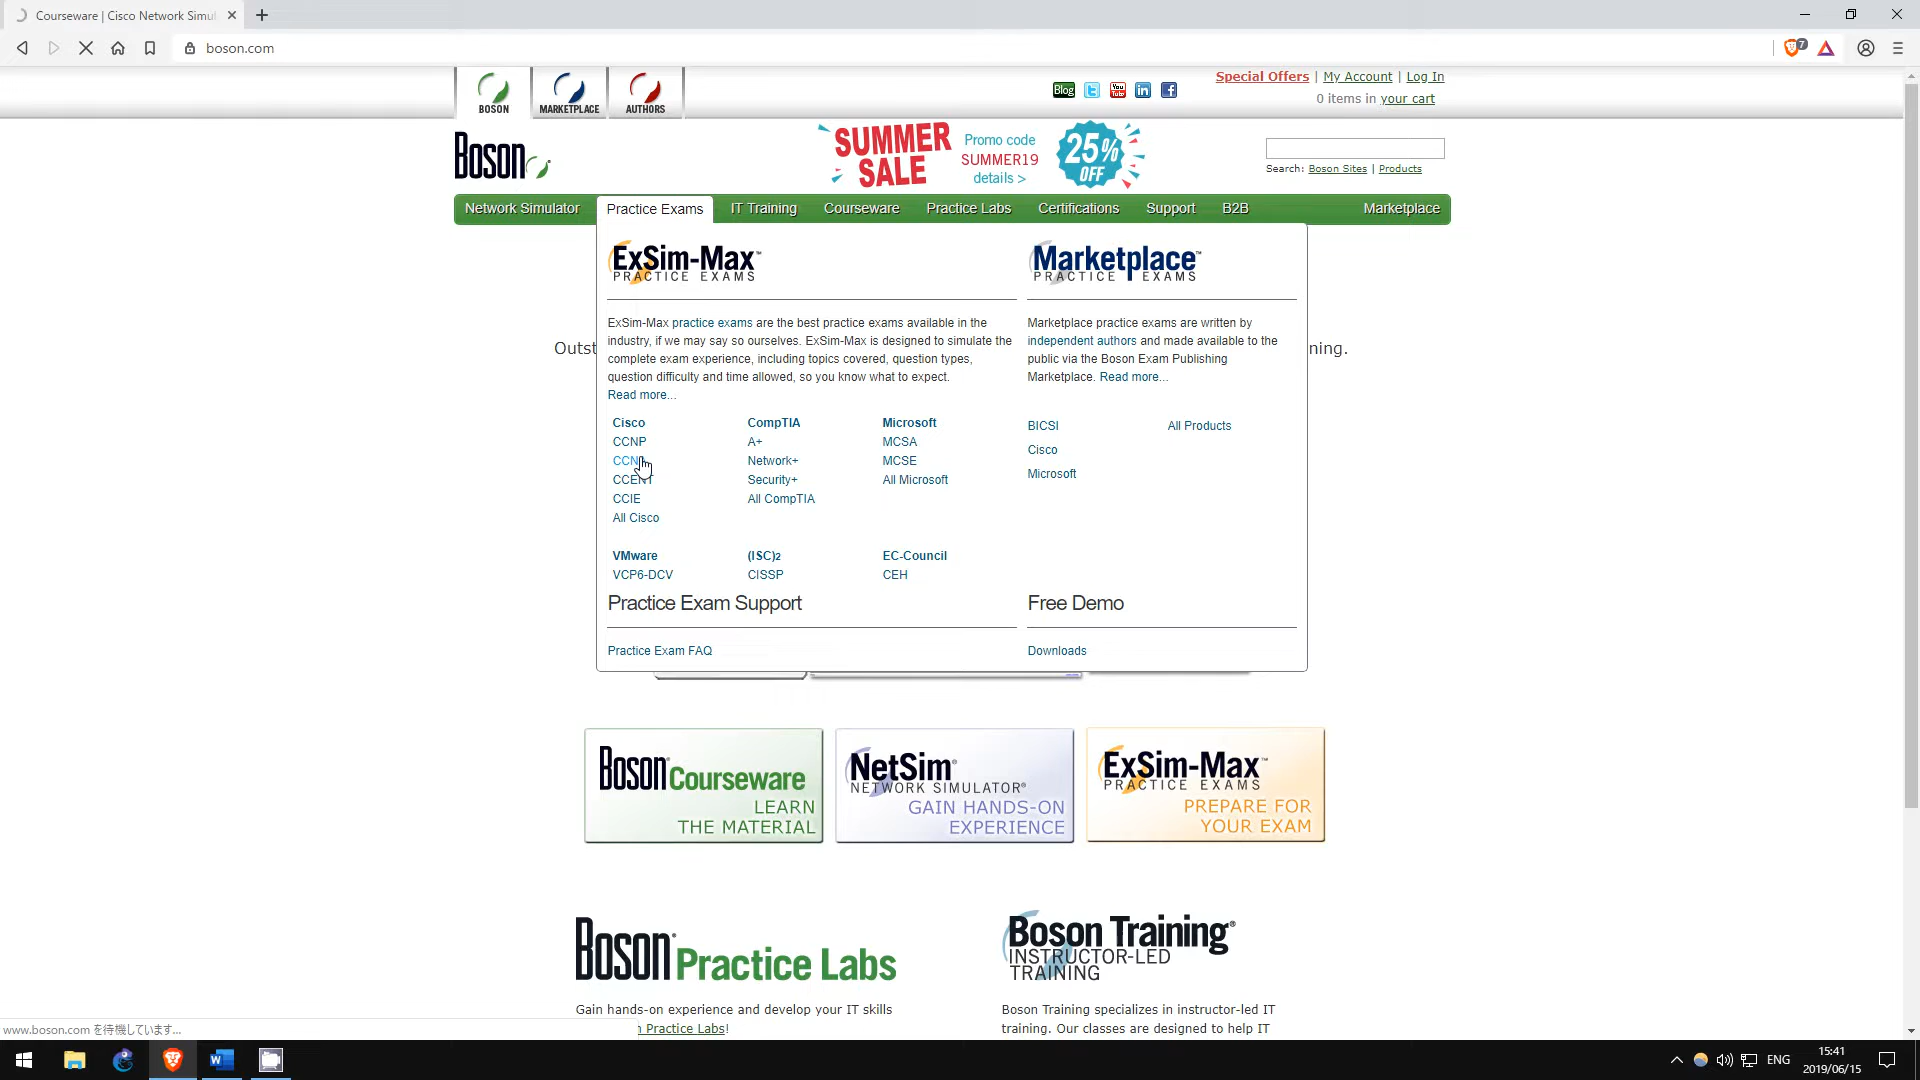 Courseware | Cisco Network Simu
boson.com
7
BOSON
MARKETPLACE
AUTHORS
Blog
You Tube
Special Offers | My Account | Log In
0 items in your cart
Boson
SUMMER SALE
Promo code
SUMMER19
details >
25% OFF
Search: Boson Sites | Products
Network Simulator
Practice Exams
IT Training
Courseware
Practice Labs
Certifications
Support
B2B
Marketplace
Outst
ning.
ExSim-Max™
PRACTICE EXAMS
ExSim-Max practice exams are the best practice exams available in the
industry, if we may say so ourselves. ExSim-Max is designed to simulate the
complete exam experience, including topics covered, question types,
question difficulty and time allowed, so you know what to expect.
Read more...
Marketplace™
PRACTICE EXAMS
Marketplace practice exams are written by
independent authors and made available to the
public via the Boson Exam Publishing
Marketplace. Read more...
Cisco
CCNP
CCN
CCENT
CCIE
All Cisco
CompTIA
A+
Network+
Security+
All CompTIA
Microsoft
MCSA
MCSE
All Microsoft
BICSI
Cisco
Microsoft
All Products
VMware
VCP6-DCV
(ISC)2
CISSP
EC-Council
CEH
Practice Exam Support
Practice Exam FAQ
Free Demo
Downloads
Boson® Courseware
LEARN
THE MATERIAL
NetSim®
NETWORK SIMULATOR®
GAIN HANDS-ON
EXPERIENCE
ExSim-Max™
PRACTICE EXAMS
PREPARE FOR
YOUR EXAM
Boson® Practice Labs
Gain hands-on experience and develop your IT skills
n Practice Labs!
Boson Training®
INSTRUCTOR-LED
TRAINING
Boson Training specializes in instructor-led IT
training. Our classes are designed to help IT
www.boson.com を待機しています...
ENG
15:41
2019/06/15